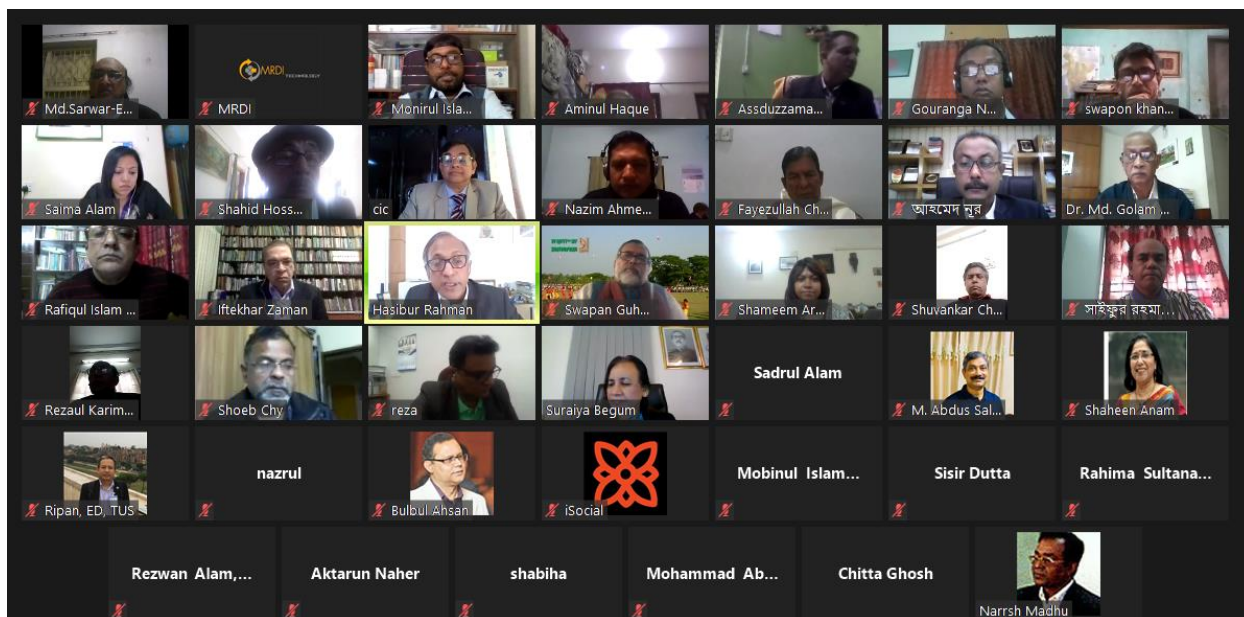 Md.Sarwar-E...
MRDI TECHNOLOGY
MRDI
Monirul Isla...
Aminul Haque
Assduzzama...
Gouranga N...
swapon khan...
Saima Alam
Shahid Hoss...
cic
Nazim Ahme...
Fayezullah Ch...
আহমেদ নূর
Dr. Md. Golam ...
Rafiqul Islam ...
Iftekhar Zaman
Hasibur Rahman
Swapan Guh...
Shameem Ar...
Shuvankar Ch...
সাইফুর রহমা...
Rezaul Karim...
Shoeb Chy
reza
Suraiya Begum
Sadrul Alam
M. Abdus Sal...
Shaheen Anam
Ripan, ED, TUS
nazrul
Bulbul Ahsan
iSocial
Mobinul Islam...
Sisir Dutta
Rahima Sultana...
Rezwan Alam,...
Aktarun Naher
shabiha
Mohammad Ab...
Chitta Ghosh
Narrsh Madhu